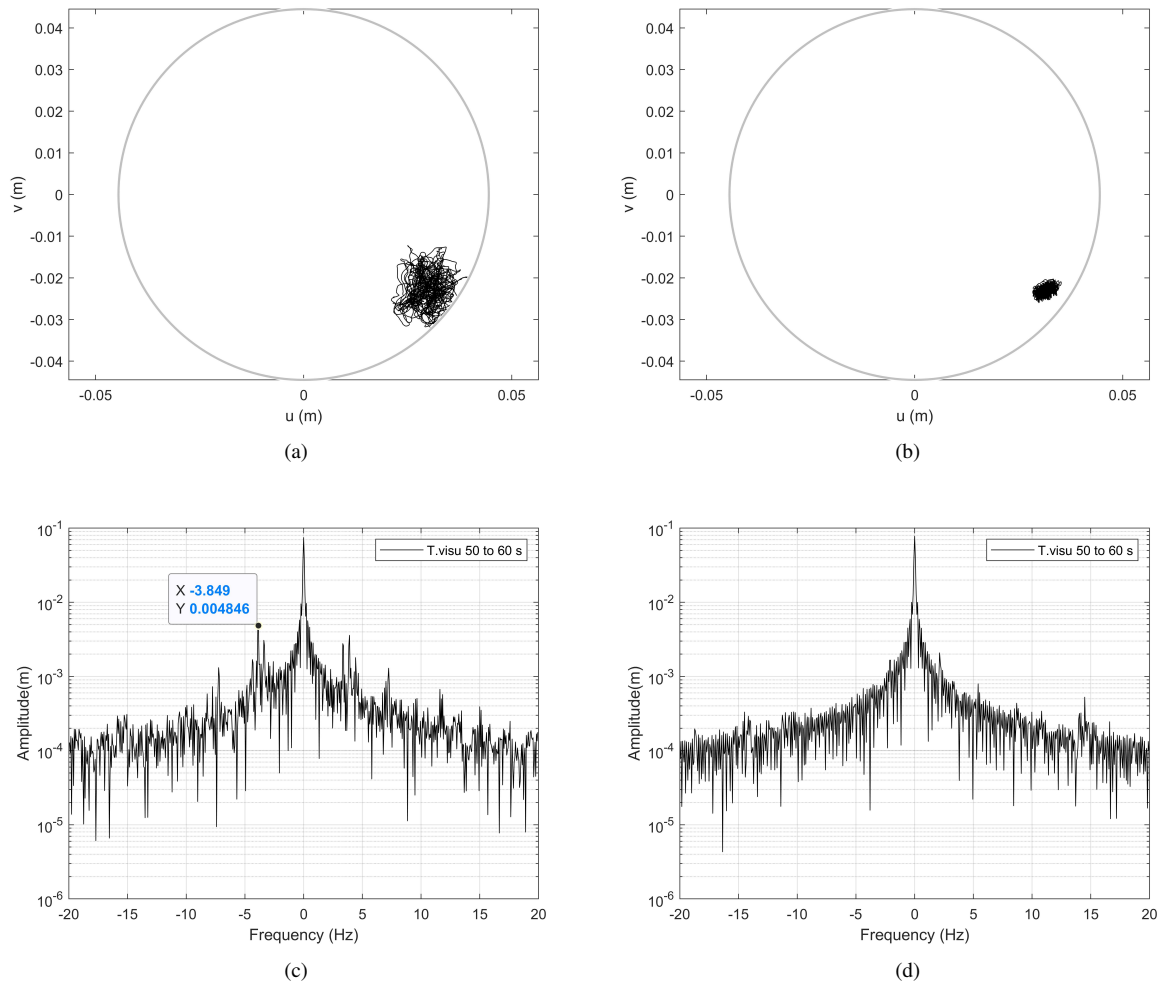 0.04
0.03
0.02
0.01
0
-0.01
-0.02
-0.03
-0.04
v (m)
-0.05 0 0.05
u (m)
(a)
0.04
0.03
0.02
0.01
0
-0.01
-0.02
-0.03
-0.04
v (m)
-0.05 0 0.05
u (m)
(b)
10-1
10-2
10-3
10-4
10-5
10-6
Amplitude(m)
T.visu 50 to 60 s
X -3.849
Y 0.004846
-20 -15 -10 -5 0 5 10 15 20
Frequency (Hz)
(c)
10-1
10-2
10-3
10-4
10-5
10-6
Amplitude(m)
T.visu 50 to 60 s
-20 -15 -10 -5 0 5 10 15 20
Frequency (Hz)
(d)